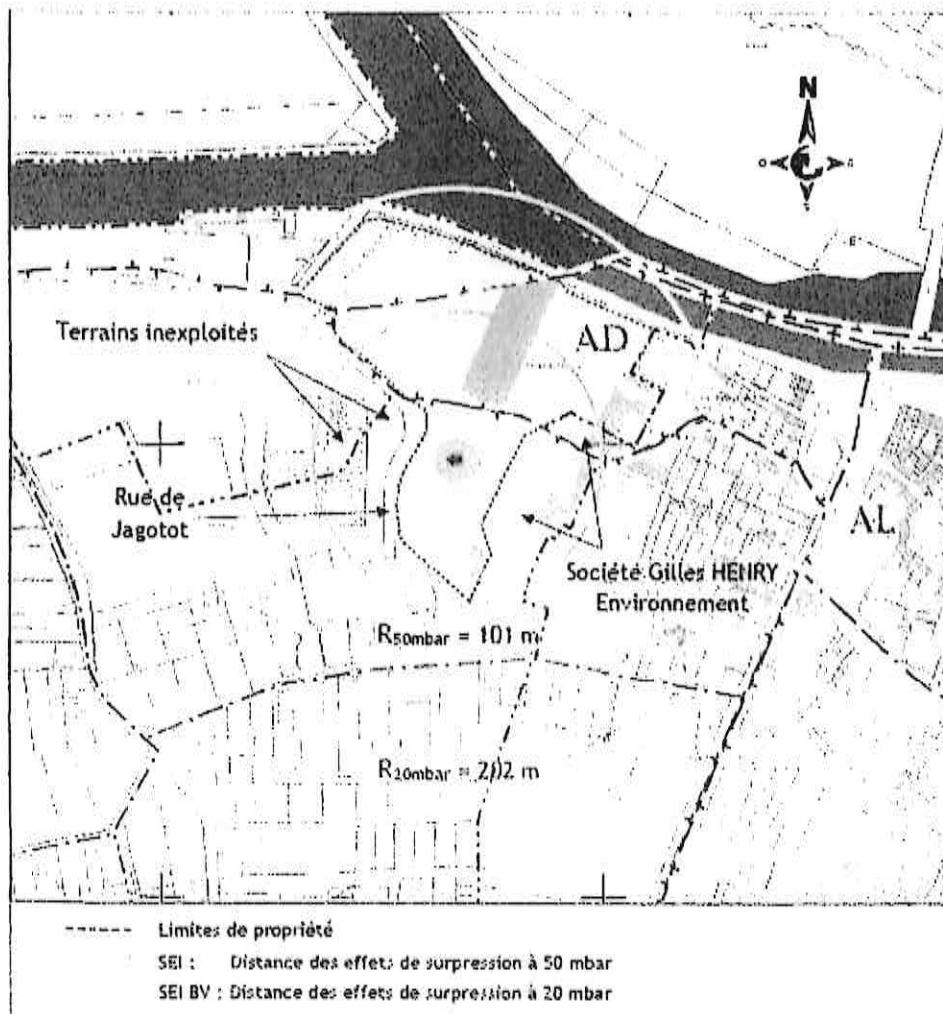 N
Terrains inexploités
AD
Rue de
Jagotot
AL
Société Gilles HENRY
Environnement
R50mbar = 101 m
R20mbar = 202 m
Limites de propriété
SEI : Distance des effets de surpression à 50 mbar
SEI BV : Distance des effets de surpression à 20 mbar